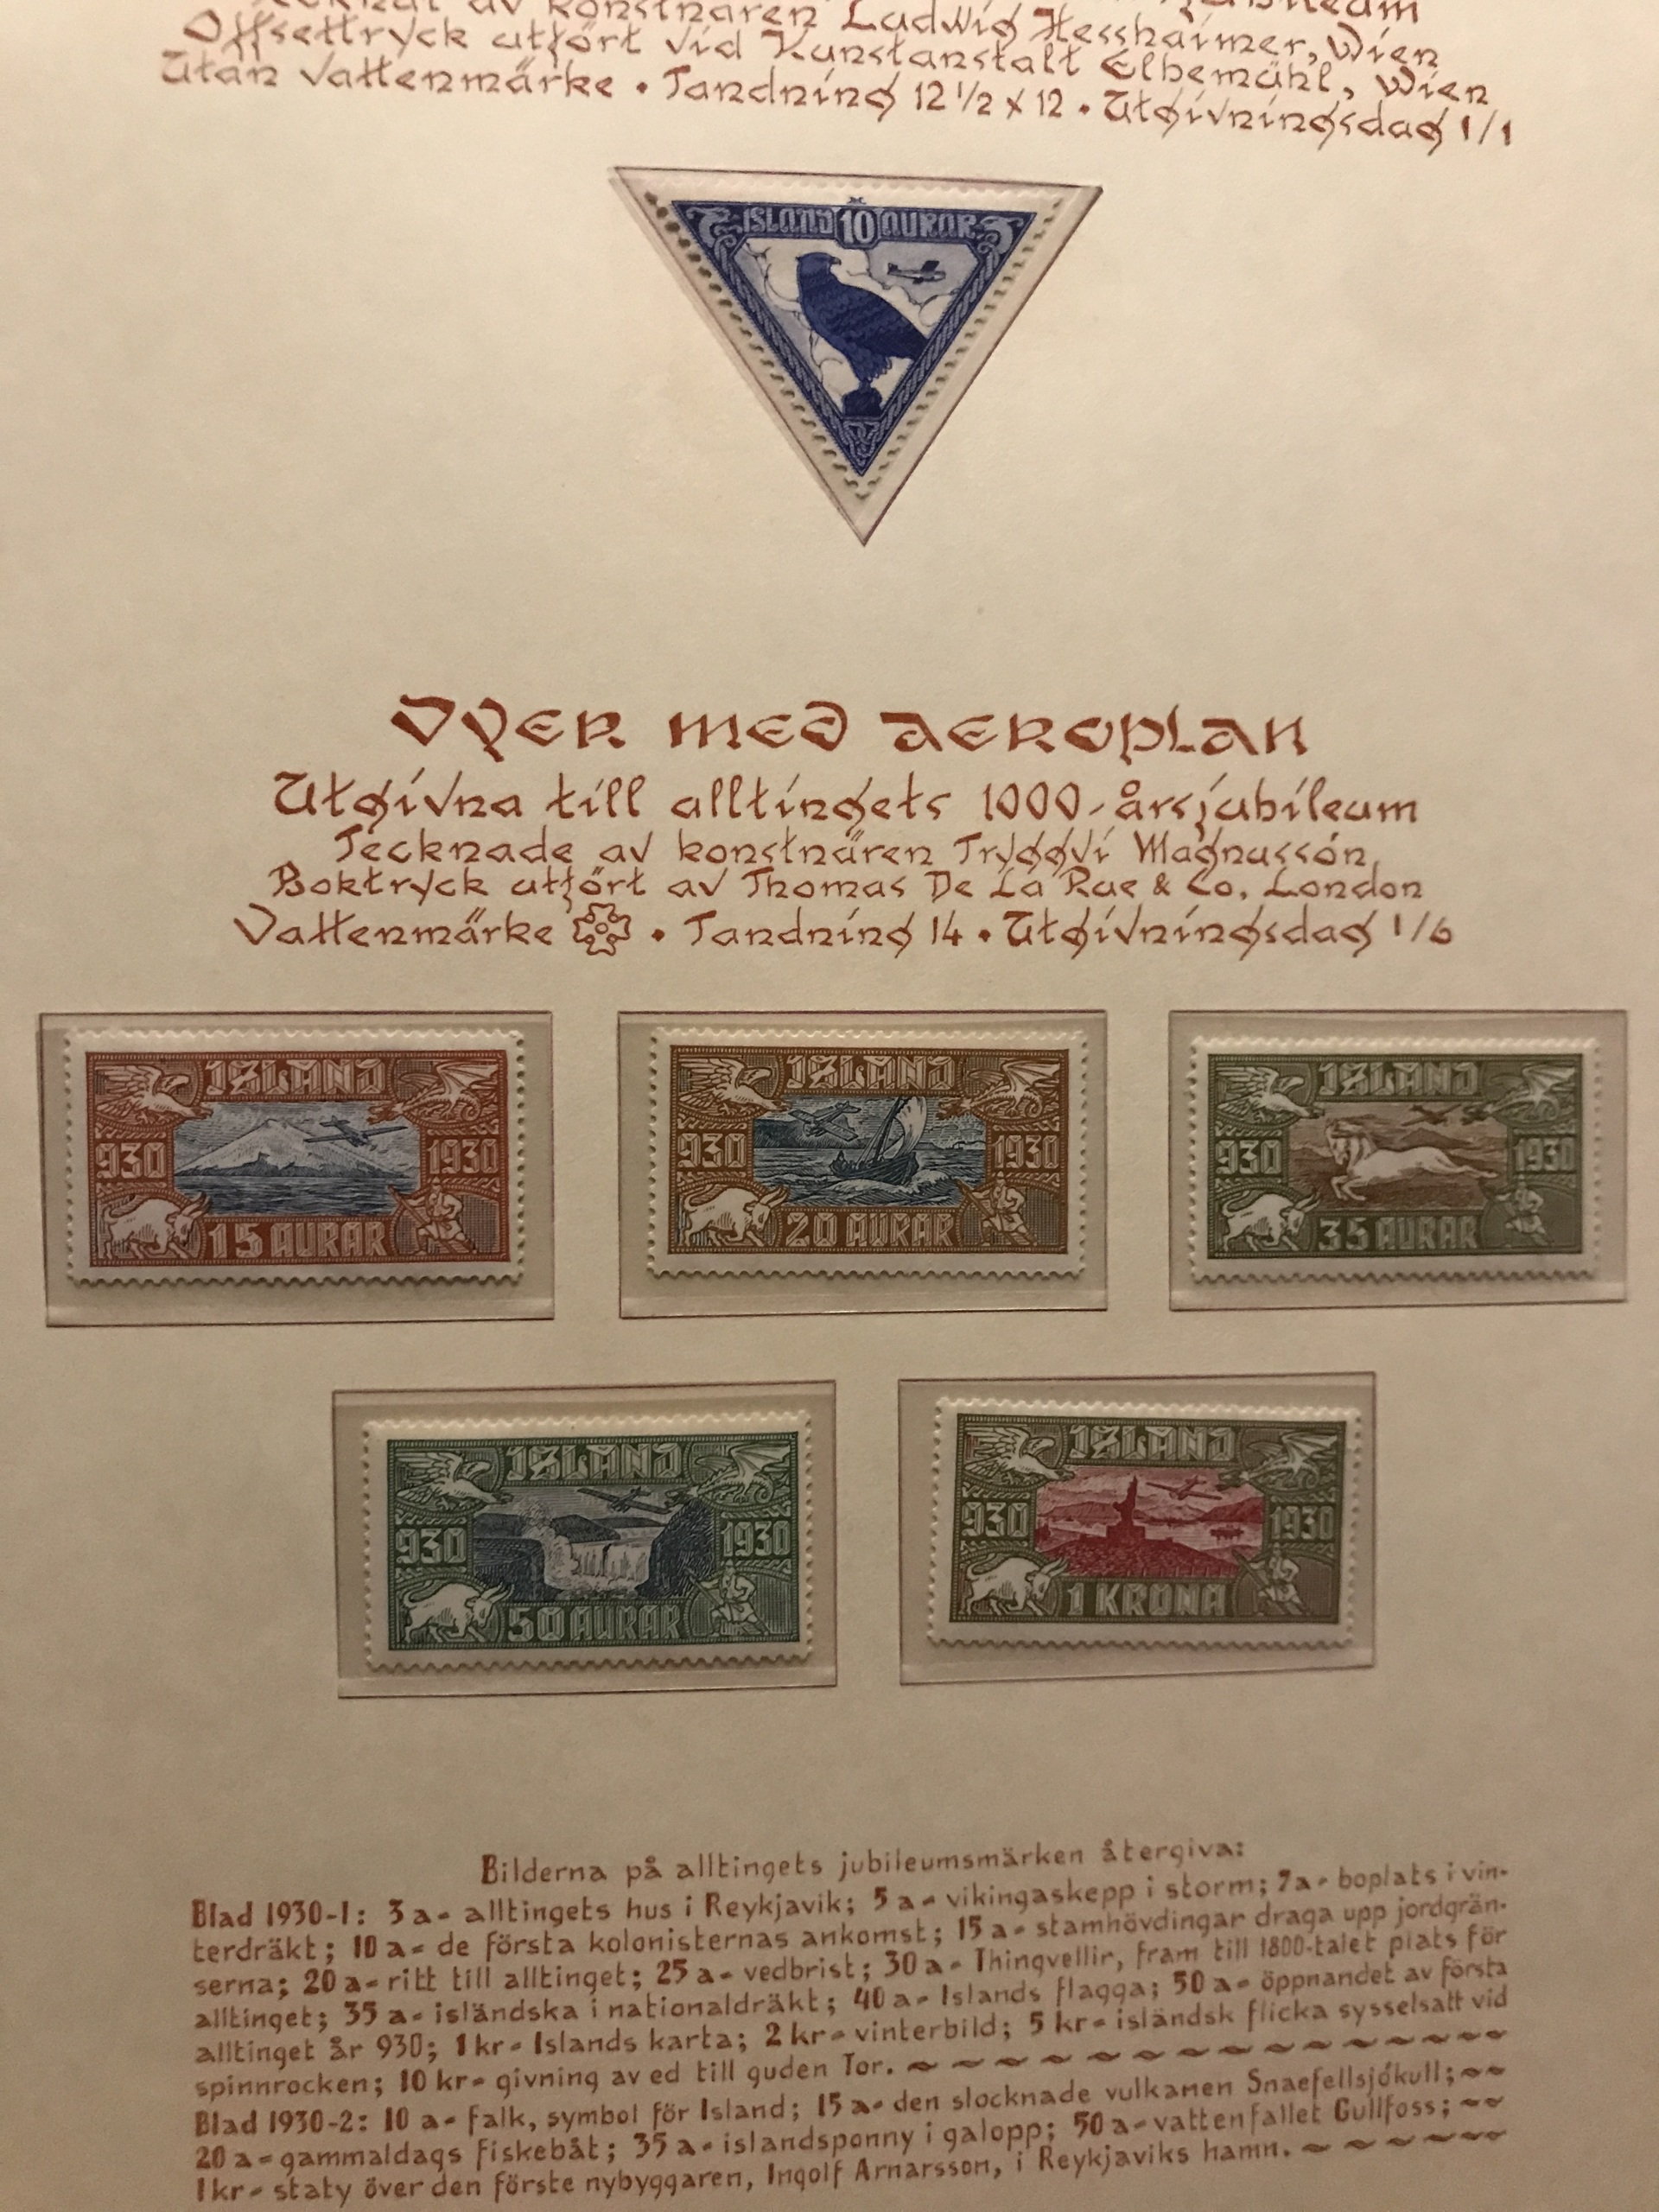 av konstnären Ludwig Hesshaimer, Wien
Offsettryck utfört vid Kunstanstalt Elbemühl, Wien
Utan Vattenmärke • Tandning 12 1/2 x 12 • Utgivningsdag 1/1
ISLAND 10 AURAR
VYER MED AEROPLAN
Utgivna till alltingets 1000-årsjubileum
Tecknade av konstnären Tryggvi Magnussón,
Boktryck utfört av Thomas De La Rue & Co. London
Vattenmärke • Tandning 14 • Utgivningsdag 1/6
ISLAND
930 1930
15 AURAR
ISLAND
930 1930
20 AURAR
ISLAND
930 1930
35 AURAR
ISLAND
930 1930
50 AURAR
ISLAND
930 1930
1 KRONA
Bilderna på alltingets jubileumsmärken återgiva:
Blad 1930-1: 3 a - alltingets hus i Reykjavik; 5 a - vikingaskepp i storm; 7 a - boplats i vin-
terdräkt; 10 a - de första kolonisternas ankomst; 15 a - stamhövdingar draga upp jordgrän-
serna; 20 a - ritt till alltinget; 25 a - vedbrist; 30 a - Thingvellir, fram till 1800-talet plats för
alltinget; 35 a - isländska i nationaldräkt; 40 a - Islands flagga; 50 a - öppnandet av första
alltinget år 930; 1 kr - Islands karta; 2 kr - vinterbild; 5 kr - isländsk flicka sysselsatt vid
spinnrocken; 10 kr - givning av ed till guden Tor. ~ ~ ~ ~ ~ ~ ~ ~ ~ ~ ~ ~ ~
Blad 1930-2: 10 a - falk, symbol för Island; 15 a - den slocknade vulkanen Snaefellsjökull; ~ ~
20 a - gammaldags fiskebåt; 35 a - islandsponny i galopp; 50 a - vattenfallet Gullfoss; ~ ~
1 kr - staty över den förste nybyggaren, Ingolf Arnarsson, i Reykjaviks hamn. ~ ~ ~ ~ ~ ~ ~